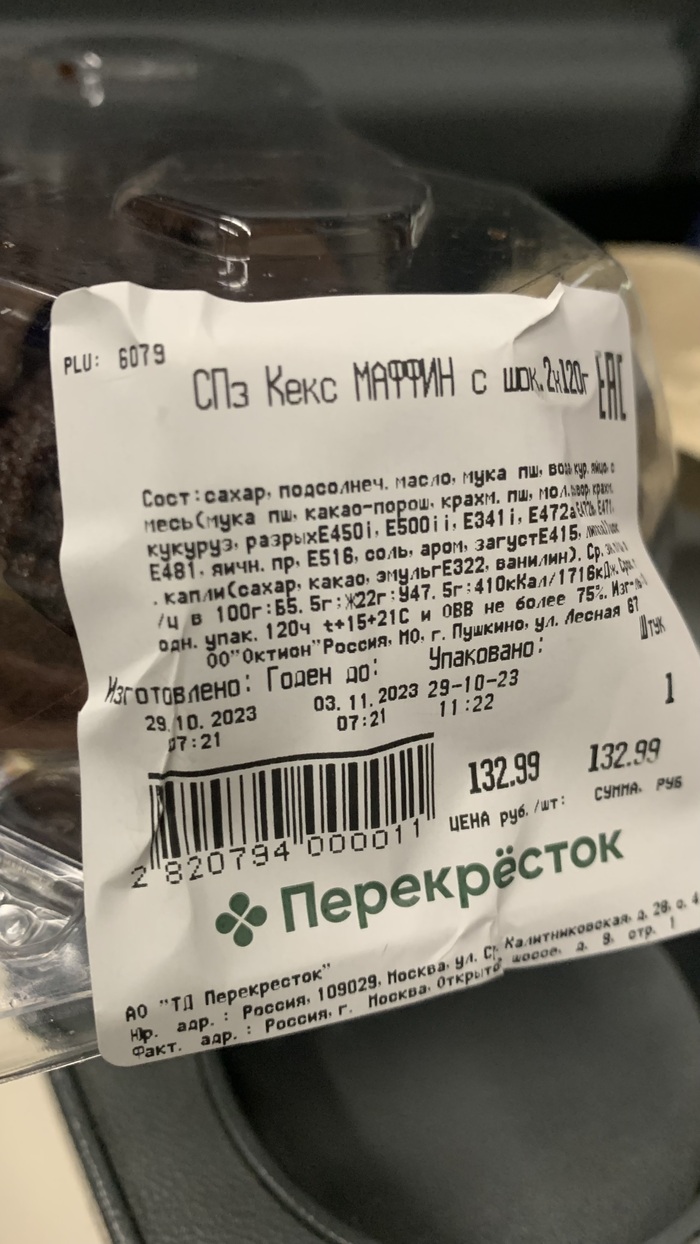 PLU: 6079
СПз Кекс МАФФИН с шок. 2х120г ЕАС
Сост:сахар, подсолнеч. масло, мука пш, вода, кур. яйцо, с
месь(мука пш, какао-порош, крахм. пш, мол.
кукуруз, разрыхЕ450i, Е500ii, Е341i, Е472а
Е481. яичн. пр, Е516, соль, аром, загустЕ415,
. капли(сахар, какао, эмульгЕ322, ванилин). Ср.
/ц в 100г:Б5. 5г:Ж22г:У47. 5г:410кКал/1716кДж.
одн. упак. 120ч t+15+21С и ОВВ не более 75%. Изг-ль
ОО"Октион"Россия, МО, г. Пушкино, ул. Лесная 67
Изготовлено: Годен до: Упаковано: Штук
29.10.2023 03.11.2023 29-10-23
07:21 07:21 11:22
1
132.99 132.99
ЦЕНА руб./шт: СУММА, РУБ
2 820794 000011
Перекрёсток
АО "ТД Перекресток"
Юр. адр.: Россия, 109029, Москва, ул. Ср. Калитниковская, д. 28, с. 4
Факт. адр.: Россия, г. Москва, Открытое шоссе, д. 9, стр. 1